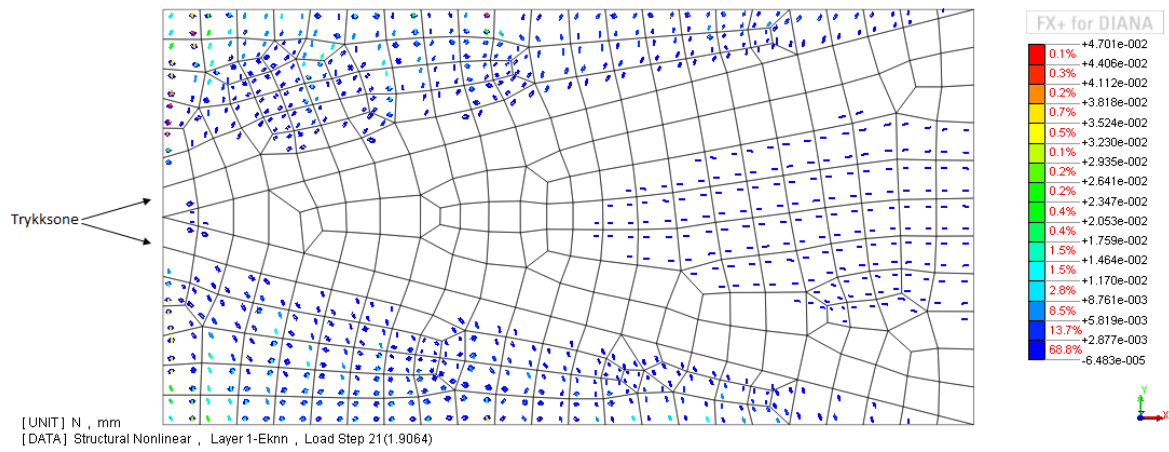 FX+ for DIANA
+4.701e-002
0.1%
+4.406e-002
0.3%
+4.112e-002
0.2%
+3.818e-002
0.7%
+3.524e-002
0.5%
+3.230e-002
0.1%
+2.935e-002
0.2%
+2.641e-002
0.2%
+2.347e-002
0.4%
+2.053e-002
0.4%
+1.759e-002
1.5%
+1.464e-002
1.5%
+1.170e-002
2.8%
+8.761e-003
8.5%
+5.819e-003
13.7%
+2.877e-003
68.8%
-6.483e-005
Trykksone
Y
X
[UNIT] N , mm
[DATA] Structural Nonlinear , Layer 1-Eknn , Load Step 21(1.9064)